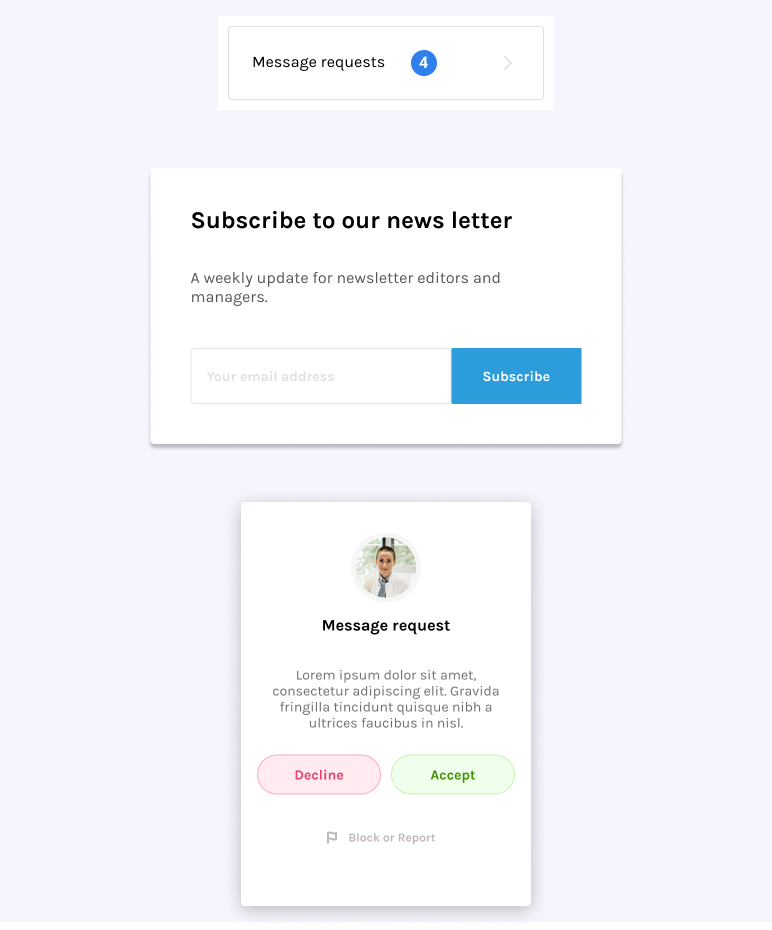 Message requests 4
Subscribe to our news letter
A weekly update for newsletter editors and
managers.
Your email address Subscribe
Message request
Lorem ipsum dolor sit amet,
consectetur adipiscing elit. Gravida
fringilla tincidunt quisque nibh a
ultrices faucibus in nisl.
Decline Accept
Block or Report